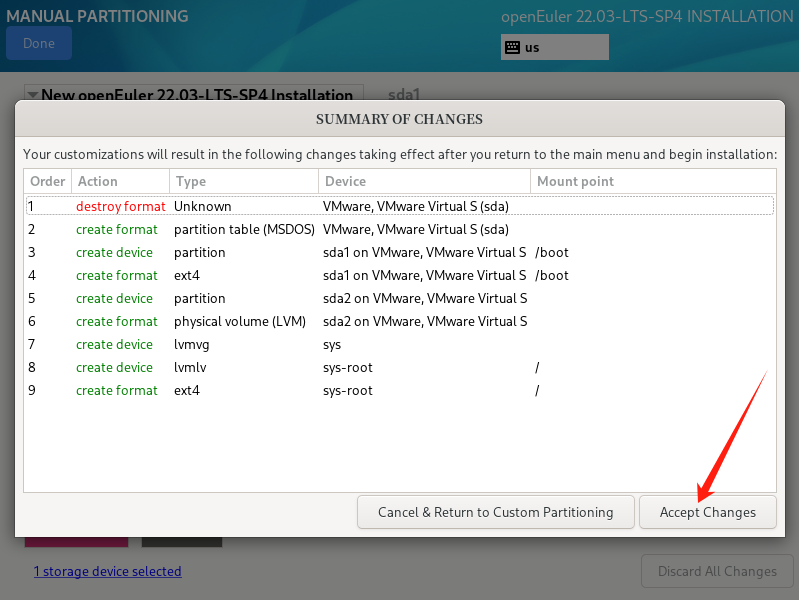 MANUAL PARTITIONING
openEuler 22.03-LTS-SP4 INSTALLATION
Done
us
New openEuler 22.03-LTS-SP4 Installation
sda1
SUMMARY OF CHANGES
Your customizations will result in the following changes taking effect after you return to the main menu and begin installation:
Order Action Type Device Mount point
1 destroy format Unknown VMware, VMware Virtual S (sda)
2 create format partition table (MSDOS) VMware, VMware Virtual S (sda)
3 create device partition sda1 on VMware, VMware Virtual S /boot
4 create format ext4 sda1 on VMware, VMware Virtual S /boot
5 create device partition sda2 on VMware, VMware Virtual S
6 create format physical volume (LVM) sda2 on VMware, VMware Virtual S
7 create device lvmvg sys
8 create device lvmlv sys-root /
9 create format ext4 sys-root /
Cancel & Return to Custom Partitioning
Accept Changes
1 storage device selected
Discard All Changes